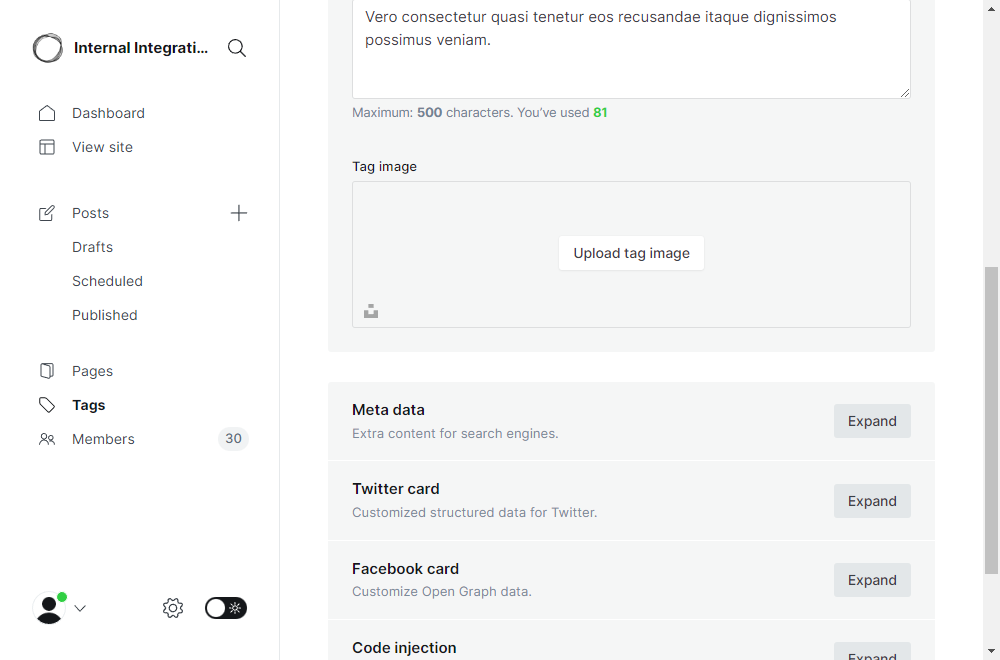 Internal Integrati...
Dashboard
View site
Posts
Drafts
Scheduled
Published
Pages
Tags
Members
30
Vero consectetur quasi tenetur eos recusandae itaque dignissimos
possimus veniam.
Maximum: 500 characters. You’ve used 81
Tag image
Upload tag image
Meta data
Extra content for search engines.
Expand
Twitter card
Customized structured data for Twitter.
Expand
Facebook card
Customize Open Graph data.
Expand
Code injection
Expand